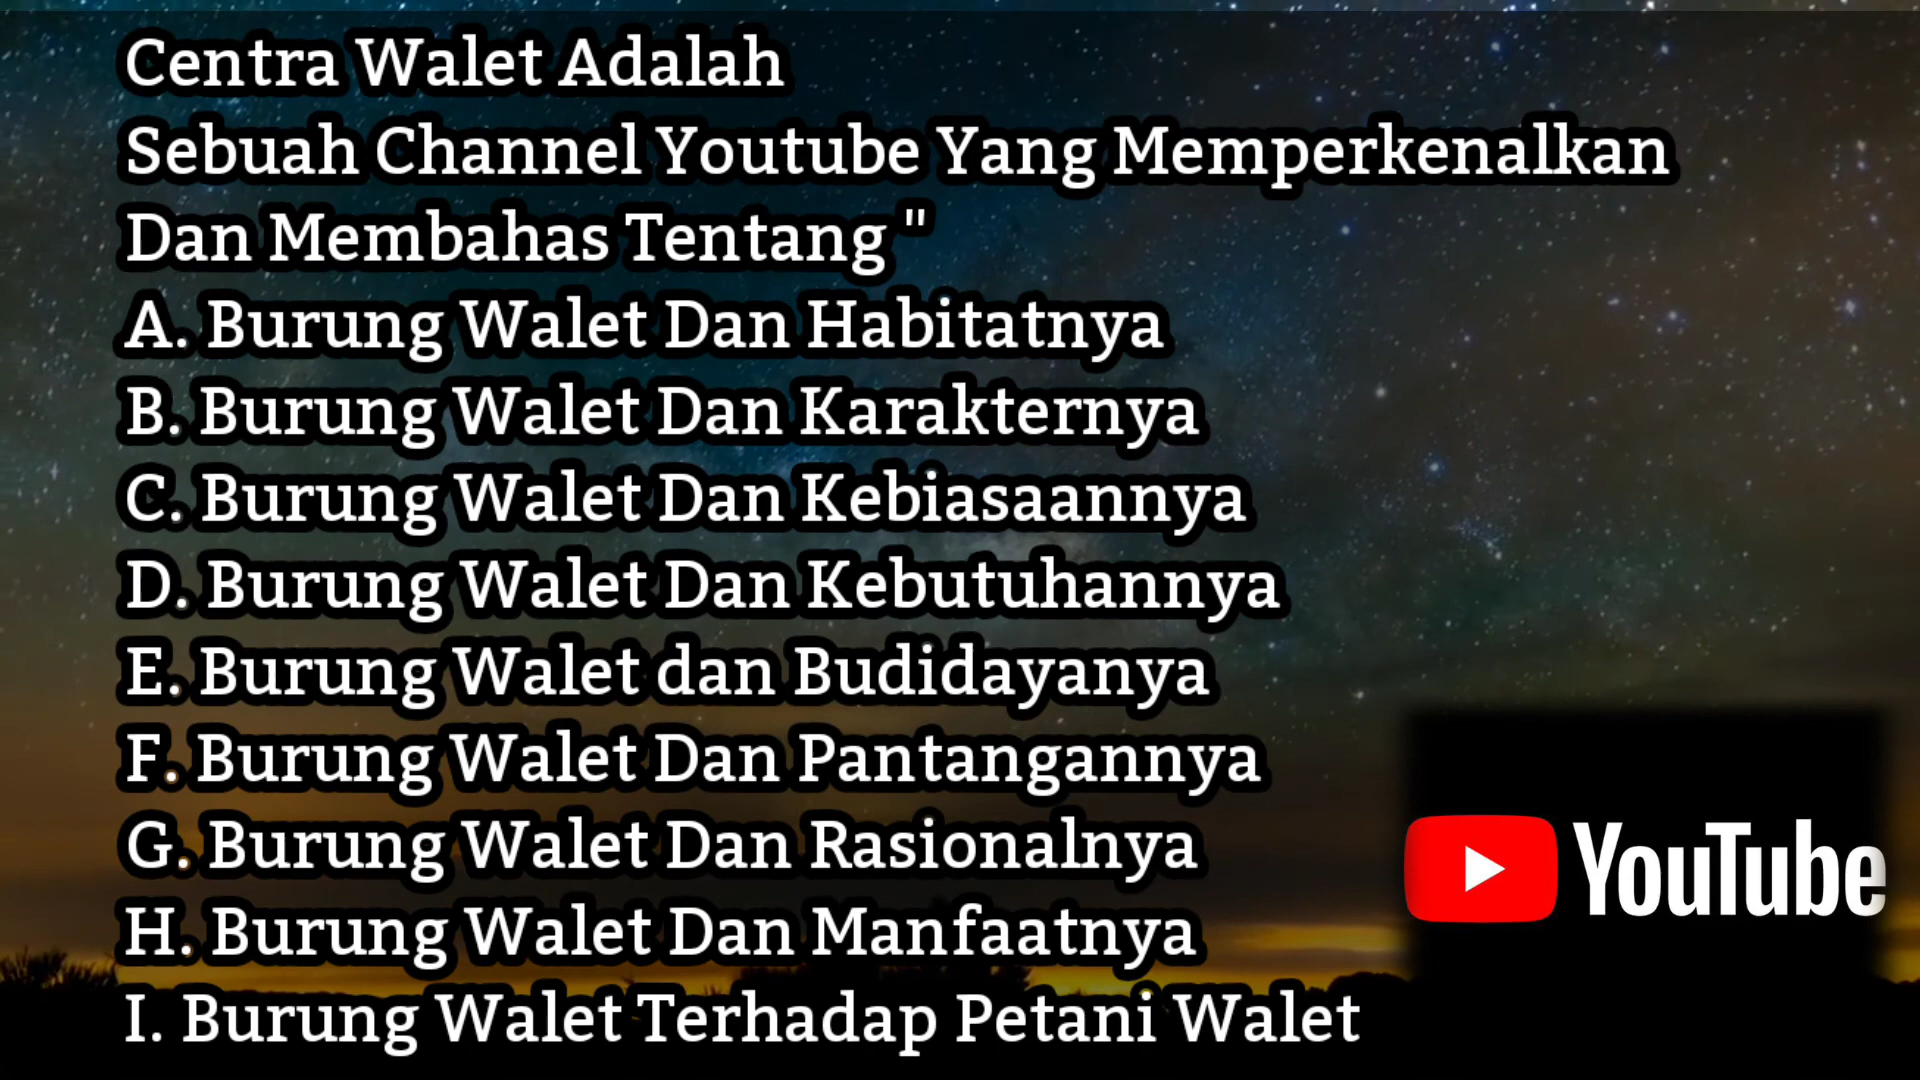 Centra Walet Adalah
Sebuah Channel Youtube Yang Memperkenalkan
Dan Membahas Tentang "
A. Burung Walet Dan Habitatnya
B. Burung Walet Dan Karakternya
C. Burung Walet Dan Kebiasaannya
D. Burung Walet Dan Kebutuhannya
E. Burung Walet dan Budidayanya
F. Burung Walet Dan Pantangannya
G. Burung Walet Dan Rasionalnya
H. Burung Walet Dan Manfaatnya
I. Burung Walet Terhadap Petani Walet
YouTube